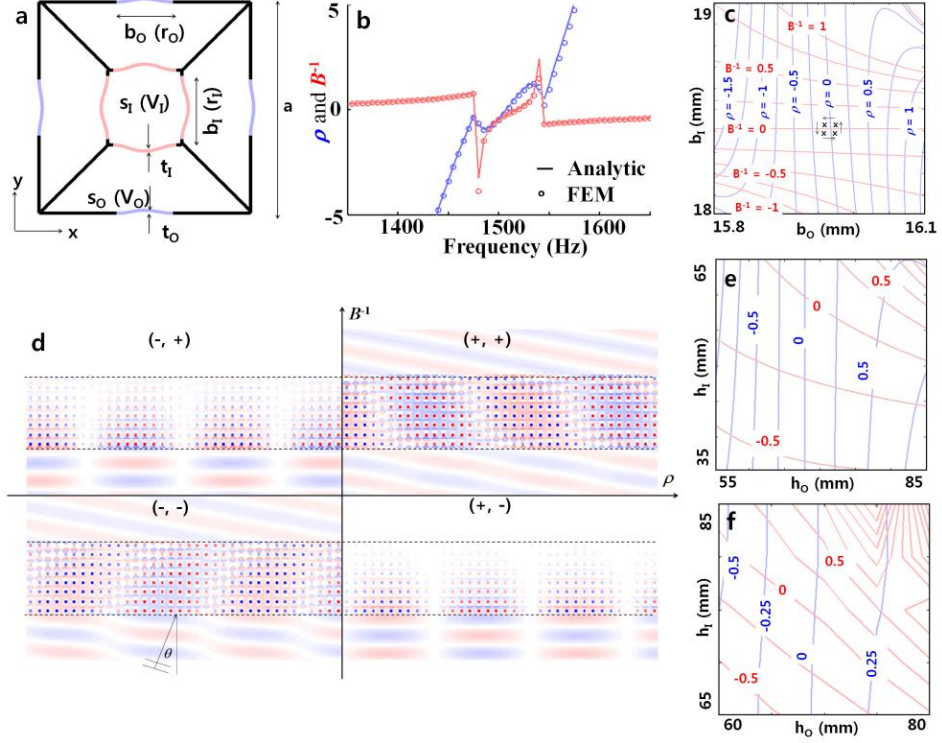 a
b_O (r_O)
s_I (V_I)
b_I (r_I)
a
t_I
s_O (V_O)
y
x
t_O
b
5
0
-5
ρ and B⁻¹
Analytic
FEM
1400 1500 1600
Frequency (Hz)
c
19
18
b_I (mm)
B⁻¹ = 1
B⁻¹ = 0.5
B⁻¹ = 0
B⁻¹ = -0.5
B⁻¹ = -1
ρ = -1.5
ρ = -1
ρ = -0.5
ρ = 0
ρ = 0.5
ρ = 1
15.8 16.1
b_O (mm)
d
B⁻¹
(-, +)
(+, +)
ρ
(-, -)
(+, -)
θ
e
65
35
h_I (mm)
0.5
0
-0.5
-0.5
0
0.5
55 85
h_O (mm)
f
85
65
h_I (mm)
0.5
0
-0.5
-0.5
-0.25
0
0.25
60 80
h_O (mm)